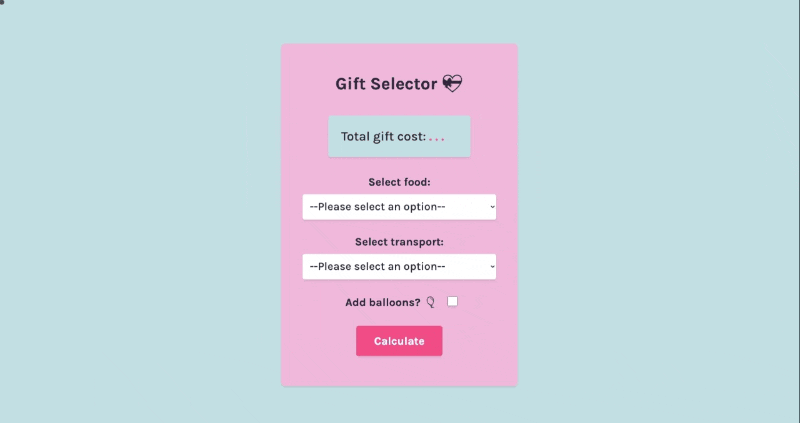 Gift Selector
Total gift cost: . . .
Select food:
--Please select an option--
Select transport:
--Please select an option--
Add balloons?
Calculate